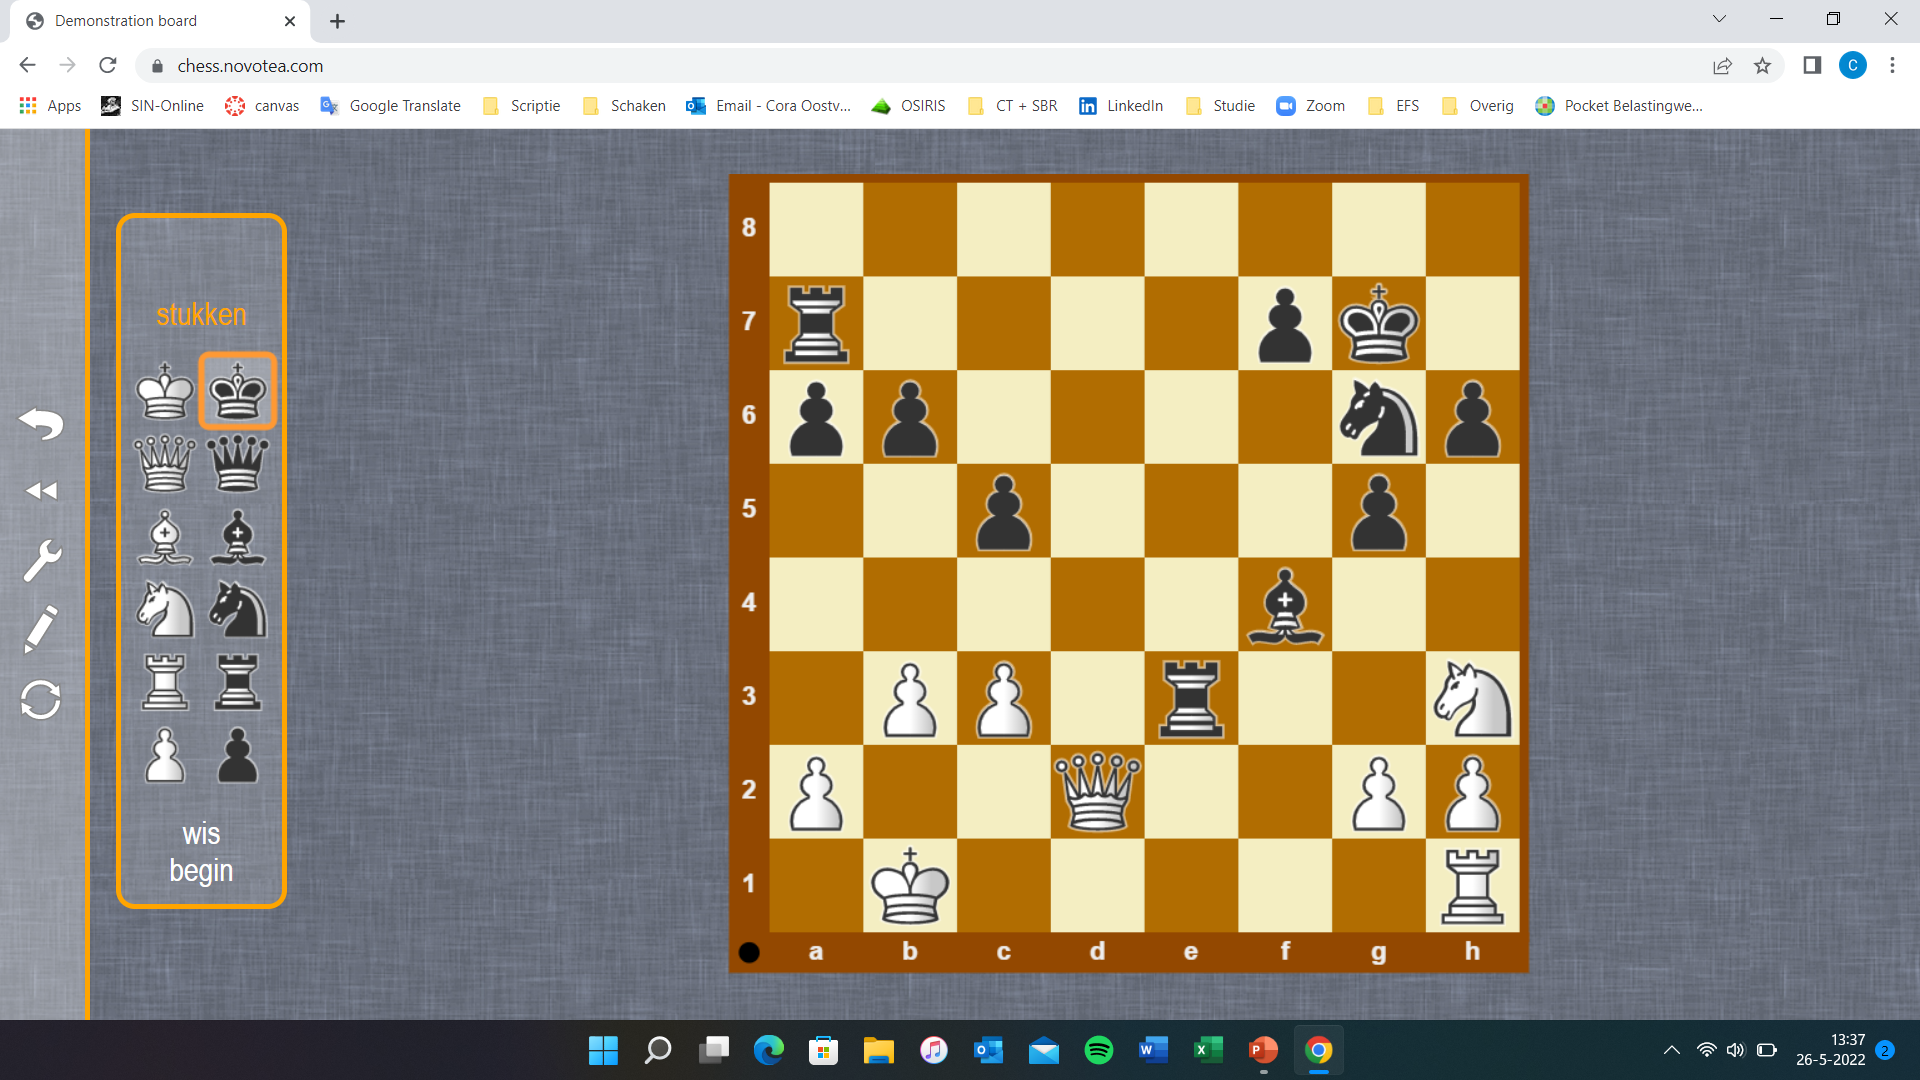 Demonstration board
chess.novotea.com
C
Apps SIN-Online canvas Google Translate Scriptie Schaken Email - Cora Oostv... OSIRIS CT + SBR LinkedIn Studie Zoom EFS Overig Pocket Belastingwe...
stukken
wis
begin
8
7
6
5
4
3
2
1
a b c d e f g h
13:37
26-5-2022
2